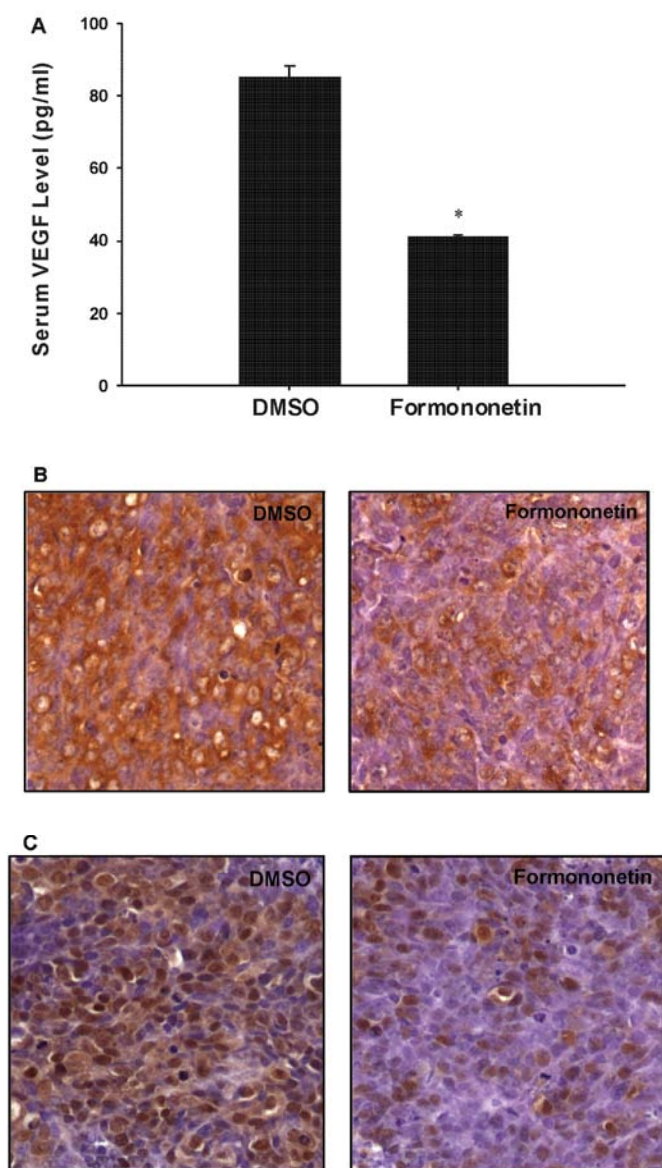 A
Serum VEGF Level (pg/ml)
100
80
60
40
20
0
*
DMSO Formononetin
B
DMSO
Formononetin
C
DMSO
Formononetin